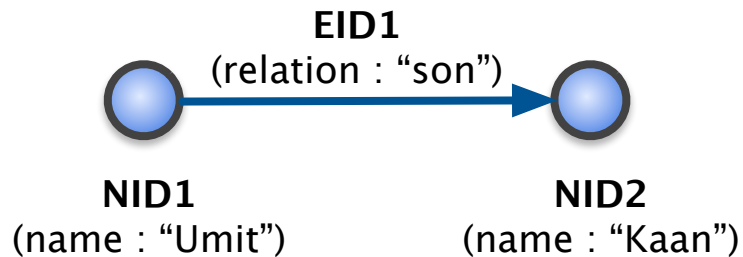 EID1
(relation : “son”)
NID1
(name : “Umit”)
NID2
(name : “Kaan”)